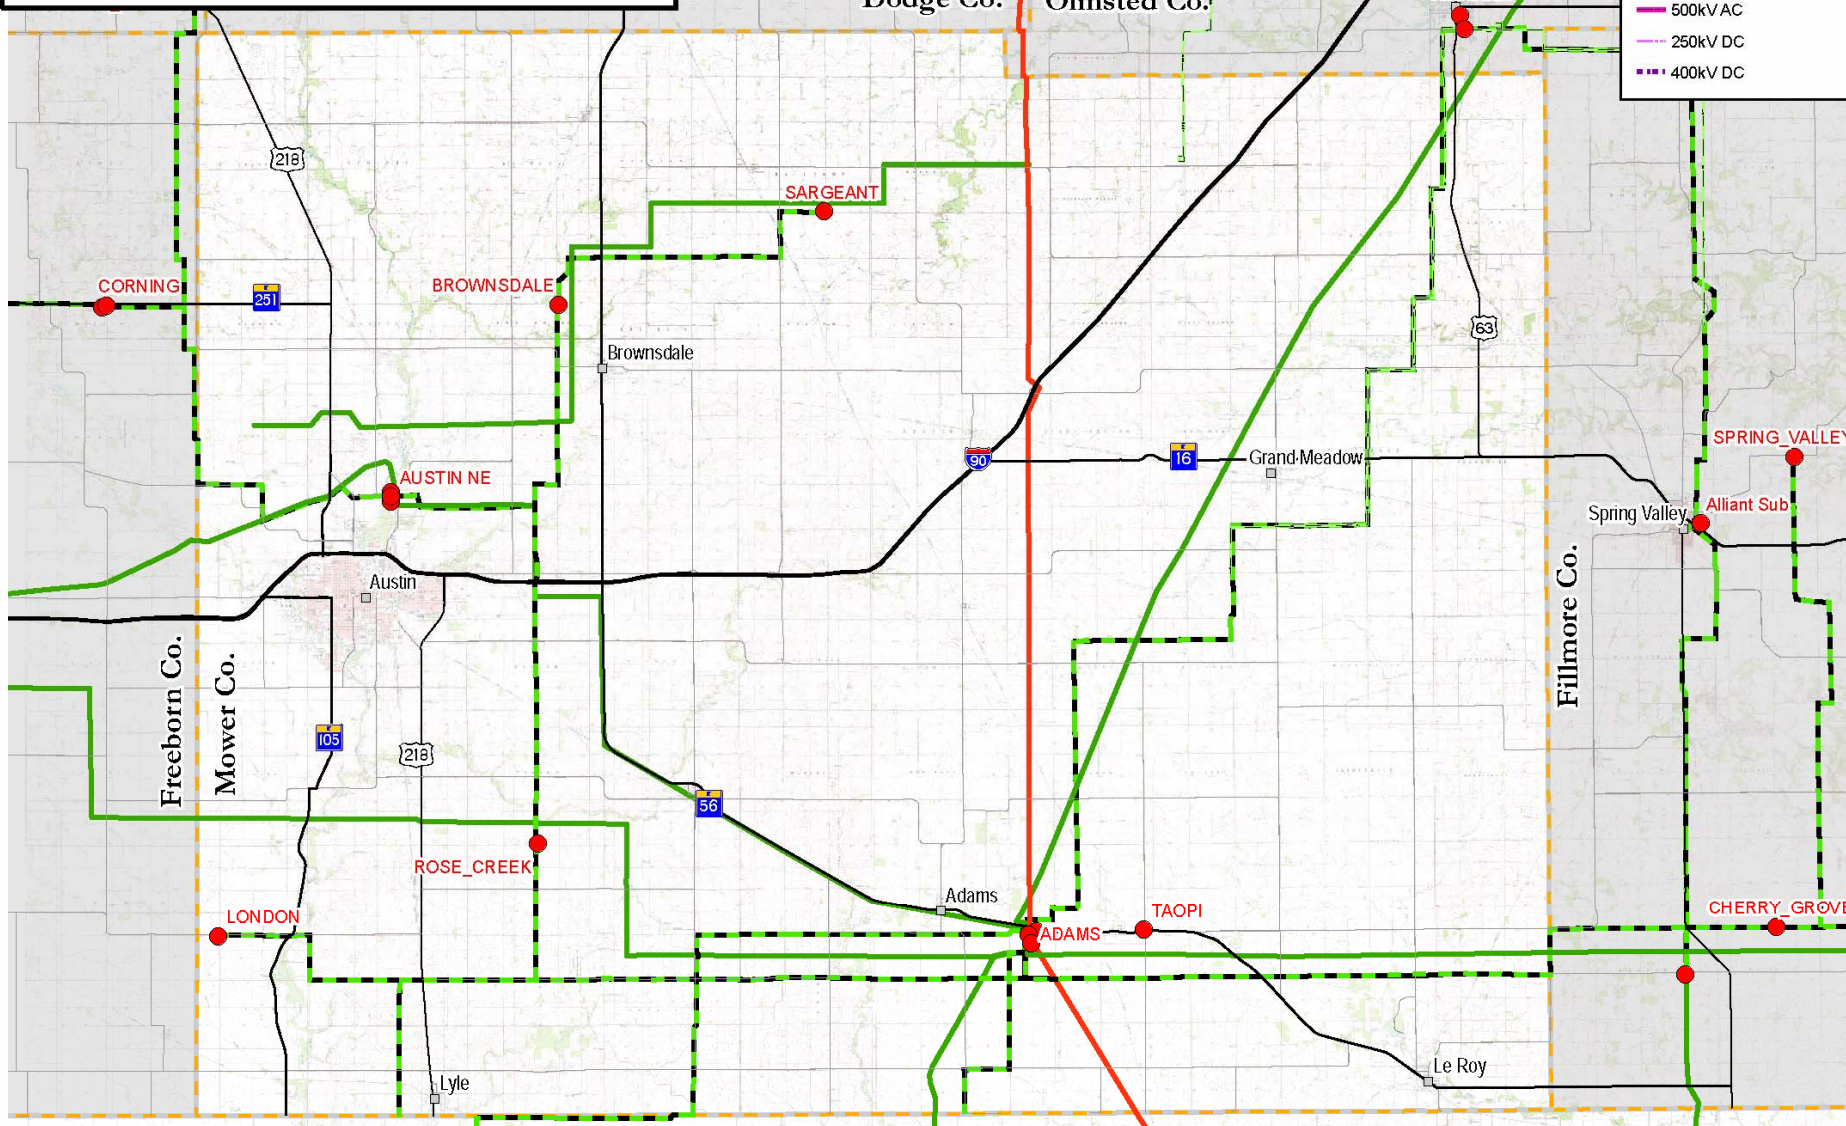 Dodge Co.
Olmsted Co.
500kV AC
250kV DC
400kV DC
218
SARGEANT
CORNING
251
BROWNSDALE
63
Brownsdale
SPRING_VALLEY
90
16
Grand Meadow
AUSTIN NE
Spring Valley
Alliant Sub
Austin
Fillmore Co.
Freeborn Co.
Mower Co.
105
218
56
ROSE_CREEK
Adams
TAOPI
LONDON
CHERRY_GROVE
ADAMS
Le Roy
Lyle